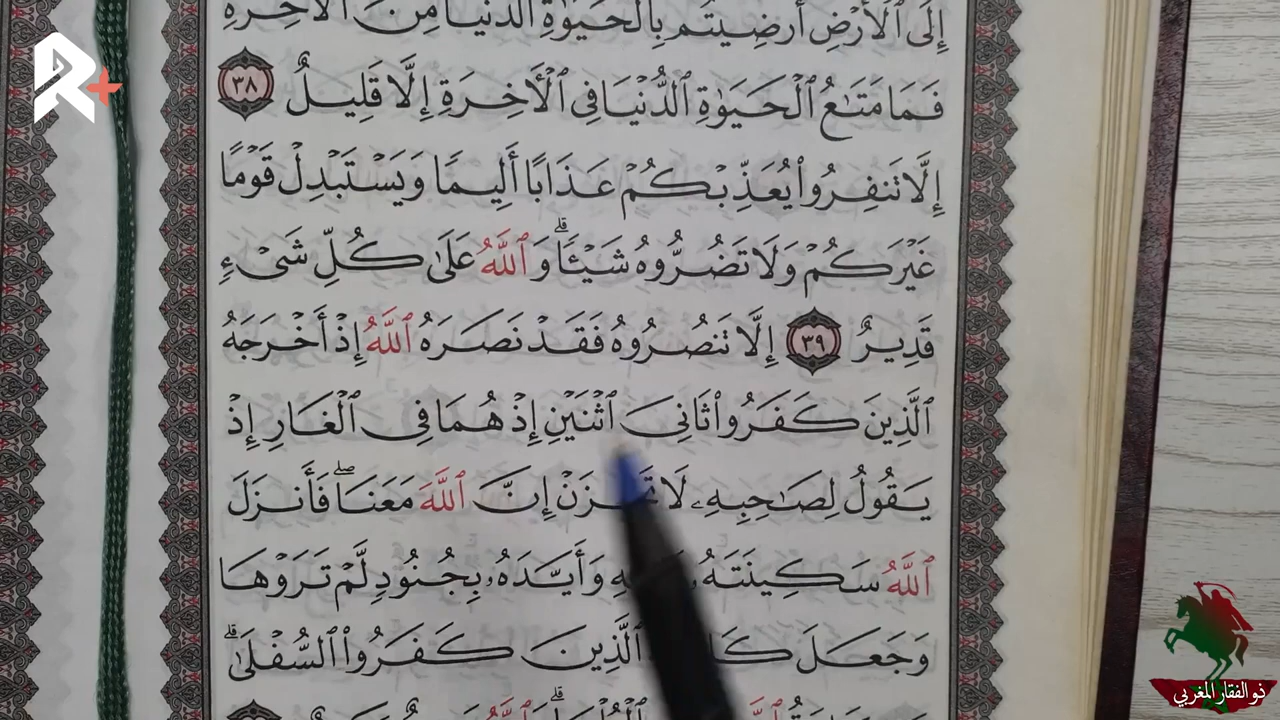 إِلَى ٱلْأَرْضِ أَرَضِيتُم بِٱلْحَيَوٰةِ ٱلدُّنْيَا مِنَ ٱلْأَخِرَةِ
فَمَا مَتَٰعُ ٱلْحَيَوٰةِ ٱلدُّنْيَا فِى ٱلْأَخِرَةِ إِلَّا قَلِيلٌ ٣٨
إِلَّا تَنفِرُوا۟ يُعَذِّبْكُمْ عَذَابًا أَلِيمًا وَيَسْتَبْدِلْ قَوْمًا
غَيْرَكُمْ وَلَا تَضُرُّوهُ شَيْـًٔا ۗ وَٱللَّهُ عَلَىٰ كُلِّ شَىْءٍ
قَدِيرٌ ٣٩ إِلَّا تَنصُرُوهُ فَقَدْ نَصَرَهُ ٱللَّهُ إِذْ أَخْرَجَهُ
ٱلَّذِينَ كَفَرُوا۟ ثَانِىَ ٱثْنَيْنِ إِذْ هُمَا فِى ٱلْغَارِ إِذْ
يَقُولُ لِصَٰحِبِهِۦ لَا إِنَّ ٱللَّهَ مَعَنَا ۖ فَأَنزَلَ
ٱللَّهُ سَكِينَتَهُۥ وَأَيَّدَهُۥ بِجُنُودٍ لَّمْ تَرَوْهَا
وَجَعَلَ ٱلَّذِينَ كَفَرُوا۟ ٱلسُّفْلَىٰ ۗ
R+
ذو الفقار المغربي